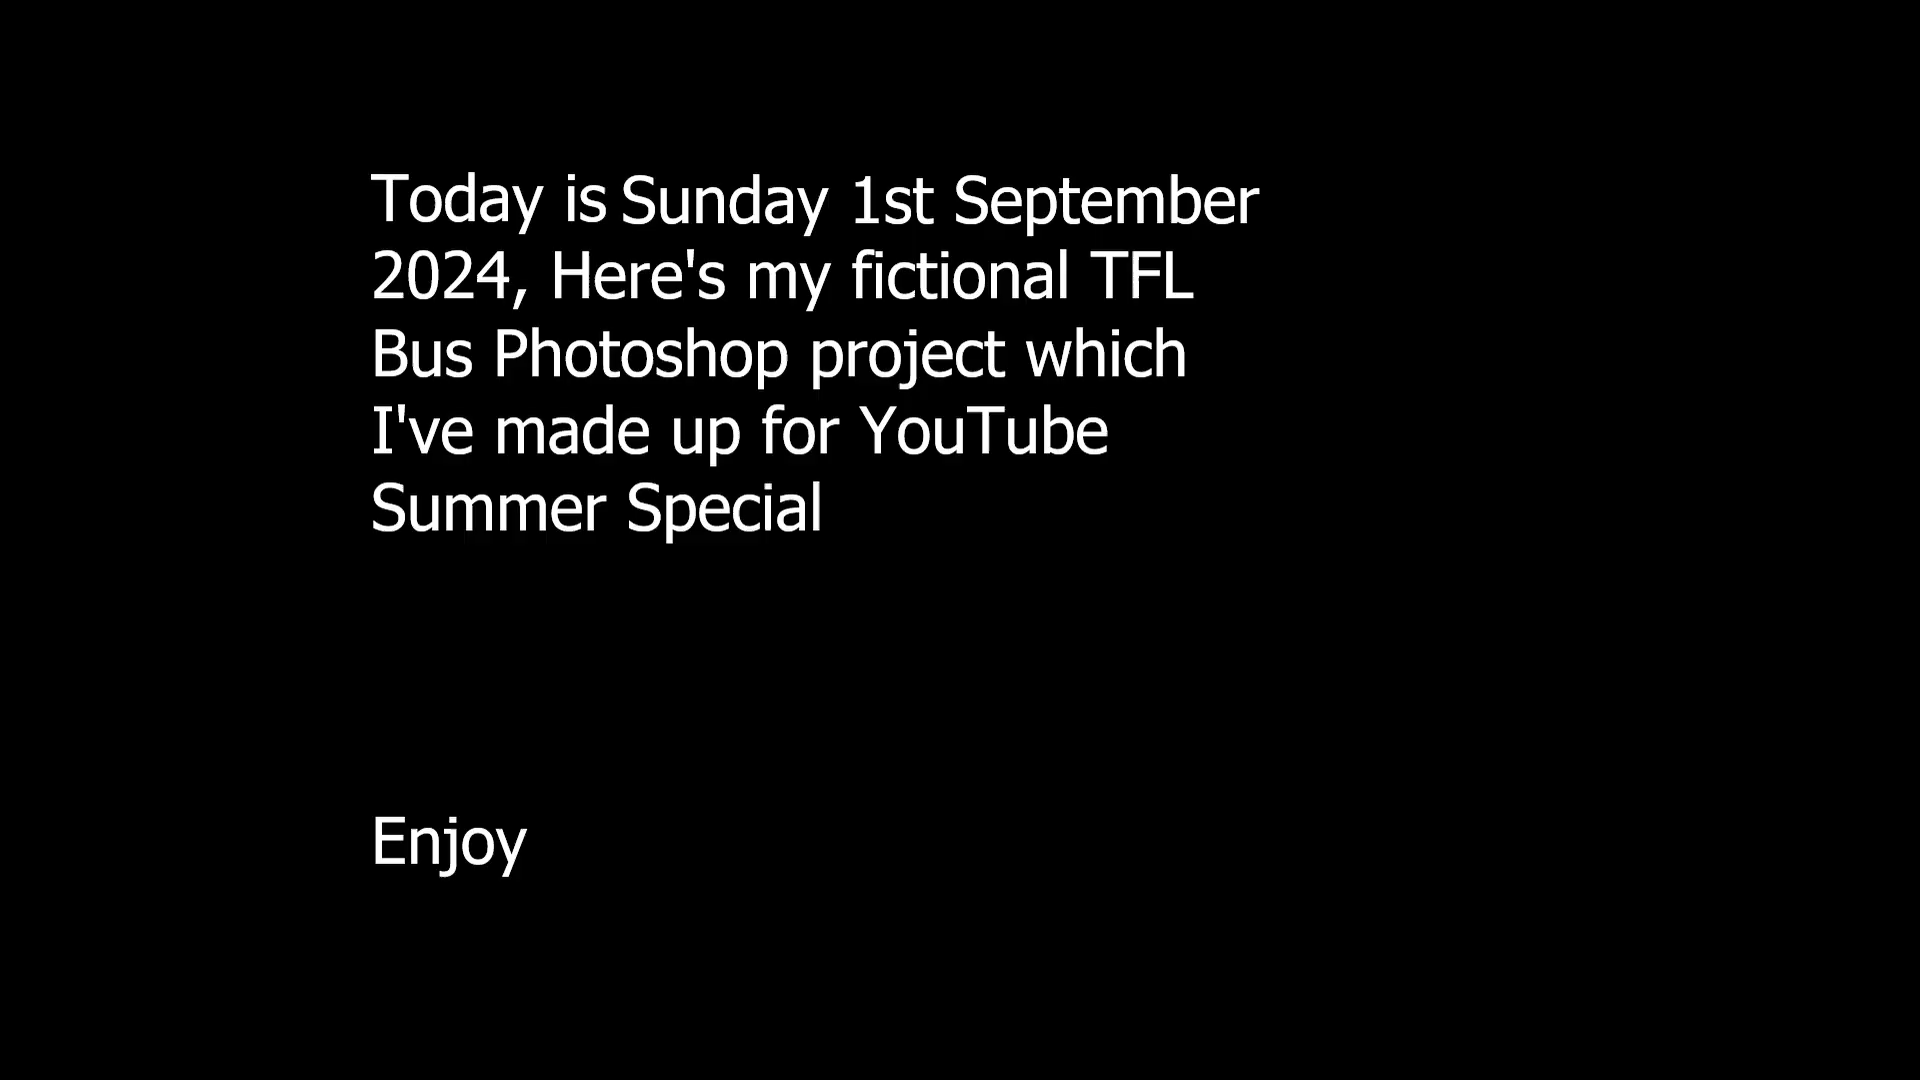 Today is Sunday 1st September
2024, Here's my fictional TFL
Bus Photoshop project which
I've made up for YouTube
Summer Special
Enjoy